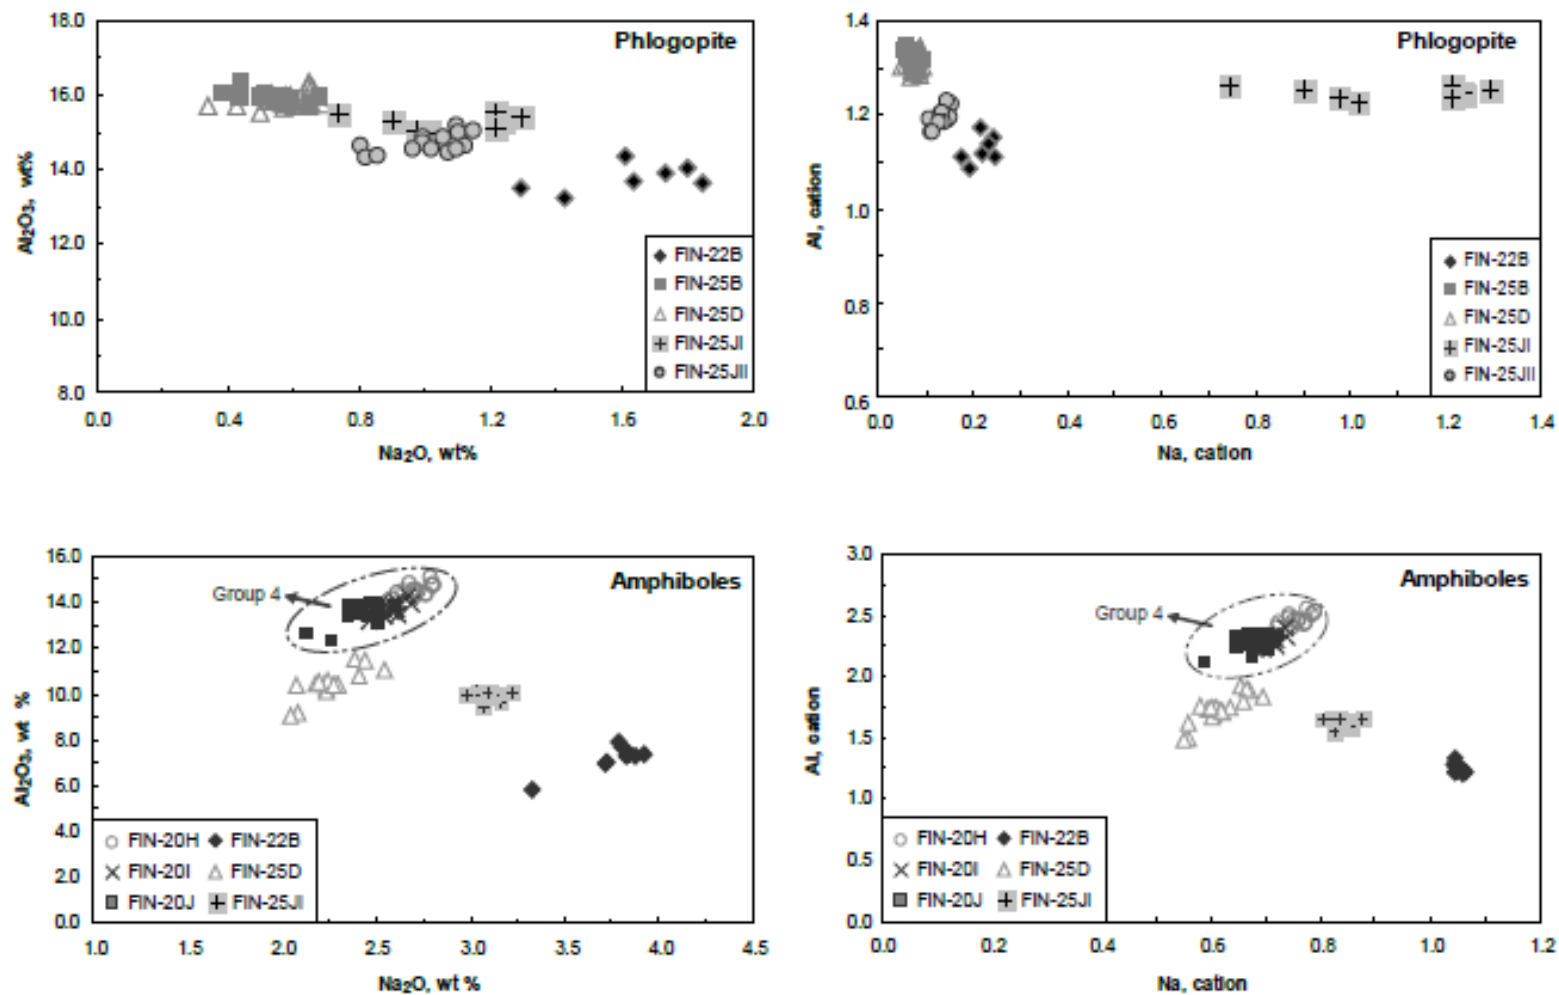 Phlogopite
18.0
16.0
14.0
12.0
10.0
8.0
Al₂O₃, wt%
0.0 0.4 0.8 1.2 1.6 2.0
Na₂O, wt%
FIN-22B
FIN-25B
FIN-25D
FIN-25JI
FIN-25JII
Phlogopite
1.4
1.2
1.0
0.8
0.6
Al, cation
0.0 0.2 0.4 0.6 0.8 1.0 1.2 1.4
Na, cation
FIN-22B
FIN-25B
FIN-25D
FIN-25JI
FIN-25JII
Amphiboles
Group 4
16.0
14.0
12.0
10.0
8.0
6.0
4.0
2.0
0.0
Al₂O₃, wt %
1.0 2.0 2.5 3.0 3.5 4.0 4.5
Na₂O, wt %
FIN-20H FIN-22B
FIN-20I FIN-25D
FIN-20J FIN-25JI
Amphiboles
Group 4
3.0
2.5
2.0
1.5
1.0
0.5
0.0
Al, cation
0.0 0.2 0.4 0.6 0.8 1.0 1.2
Na, cation
FIN-20H FIN-22B
FIN-20I FIN-25D
FIN-20J FIN-25JI